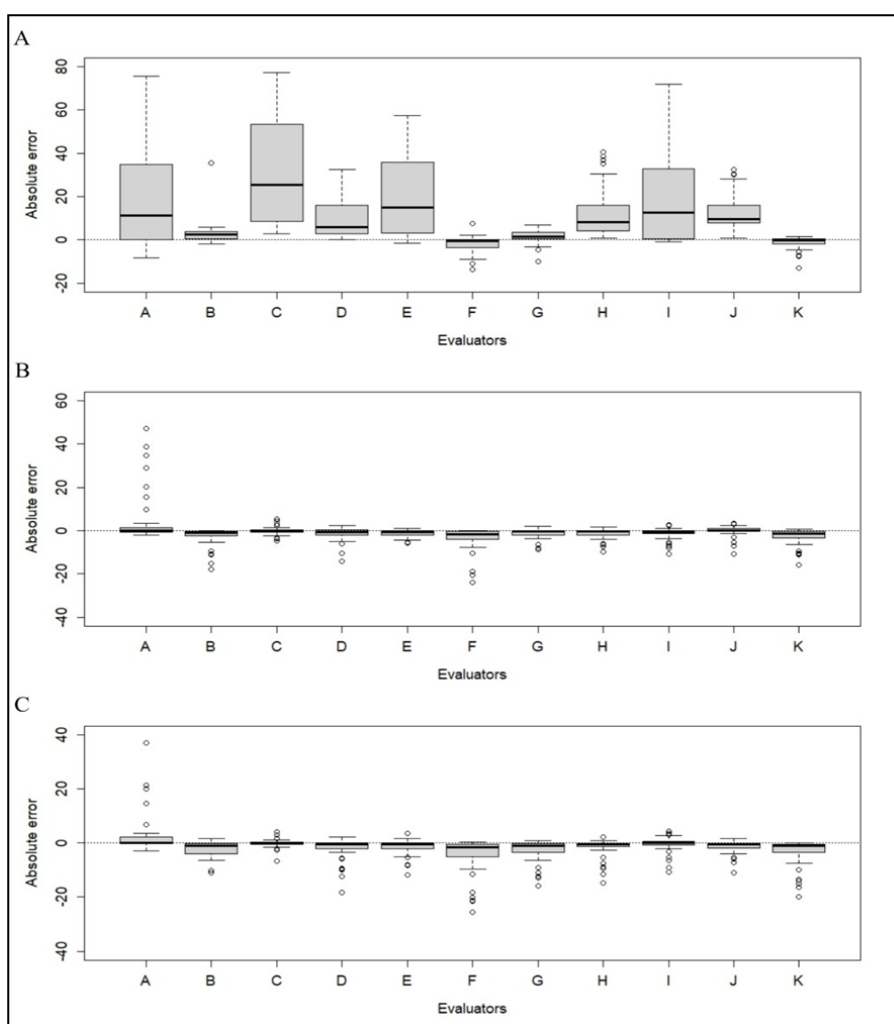 A
Absolute error
80
60
40
20
0
-20
A B C D E F G H I J K
Evaluators
B
Absolute error
60
40
20
0
-20
40
A B C D E F G H I J K
Evaluators
C
Absolute error
40
20
0
-20
-40
A B C D E F G H I J K
Evaluators